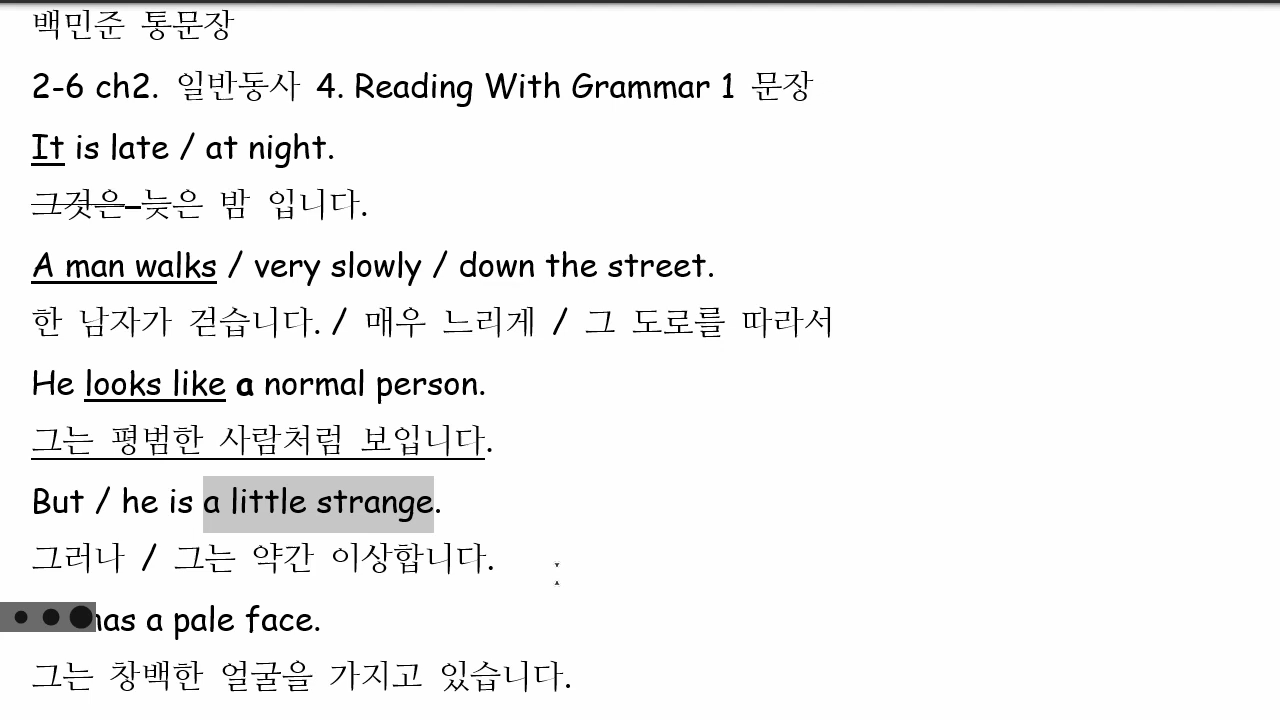 백민준 통문장
2-6 ch2. 일반동사 4. Reading With Grammar 1 문장
It is late / at night.
그것은 늦은 밤 입니다.
A man walks / very slowly / down the street.
한 남자가 걷습니다. / 매우 느리게 / 그 도로를 따라서
He looks like a normal person.
그는 평범한 사람처럼 보입니다.
But / he is a little strange.
그러나 / 그는 약간 이상합니다.
has a pale face.
그는 창백한 얼굴을 가지고 있습니다.